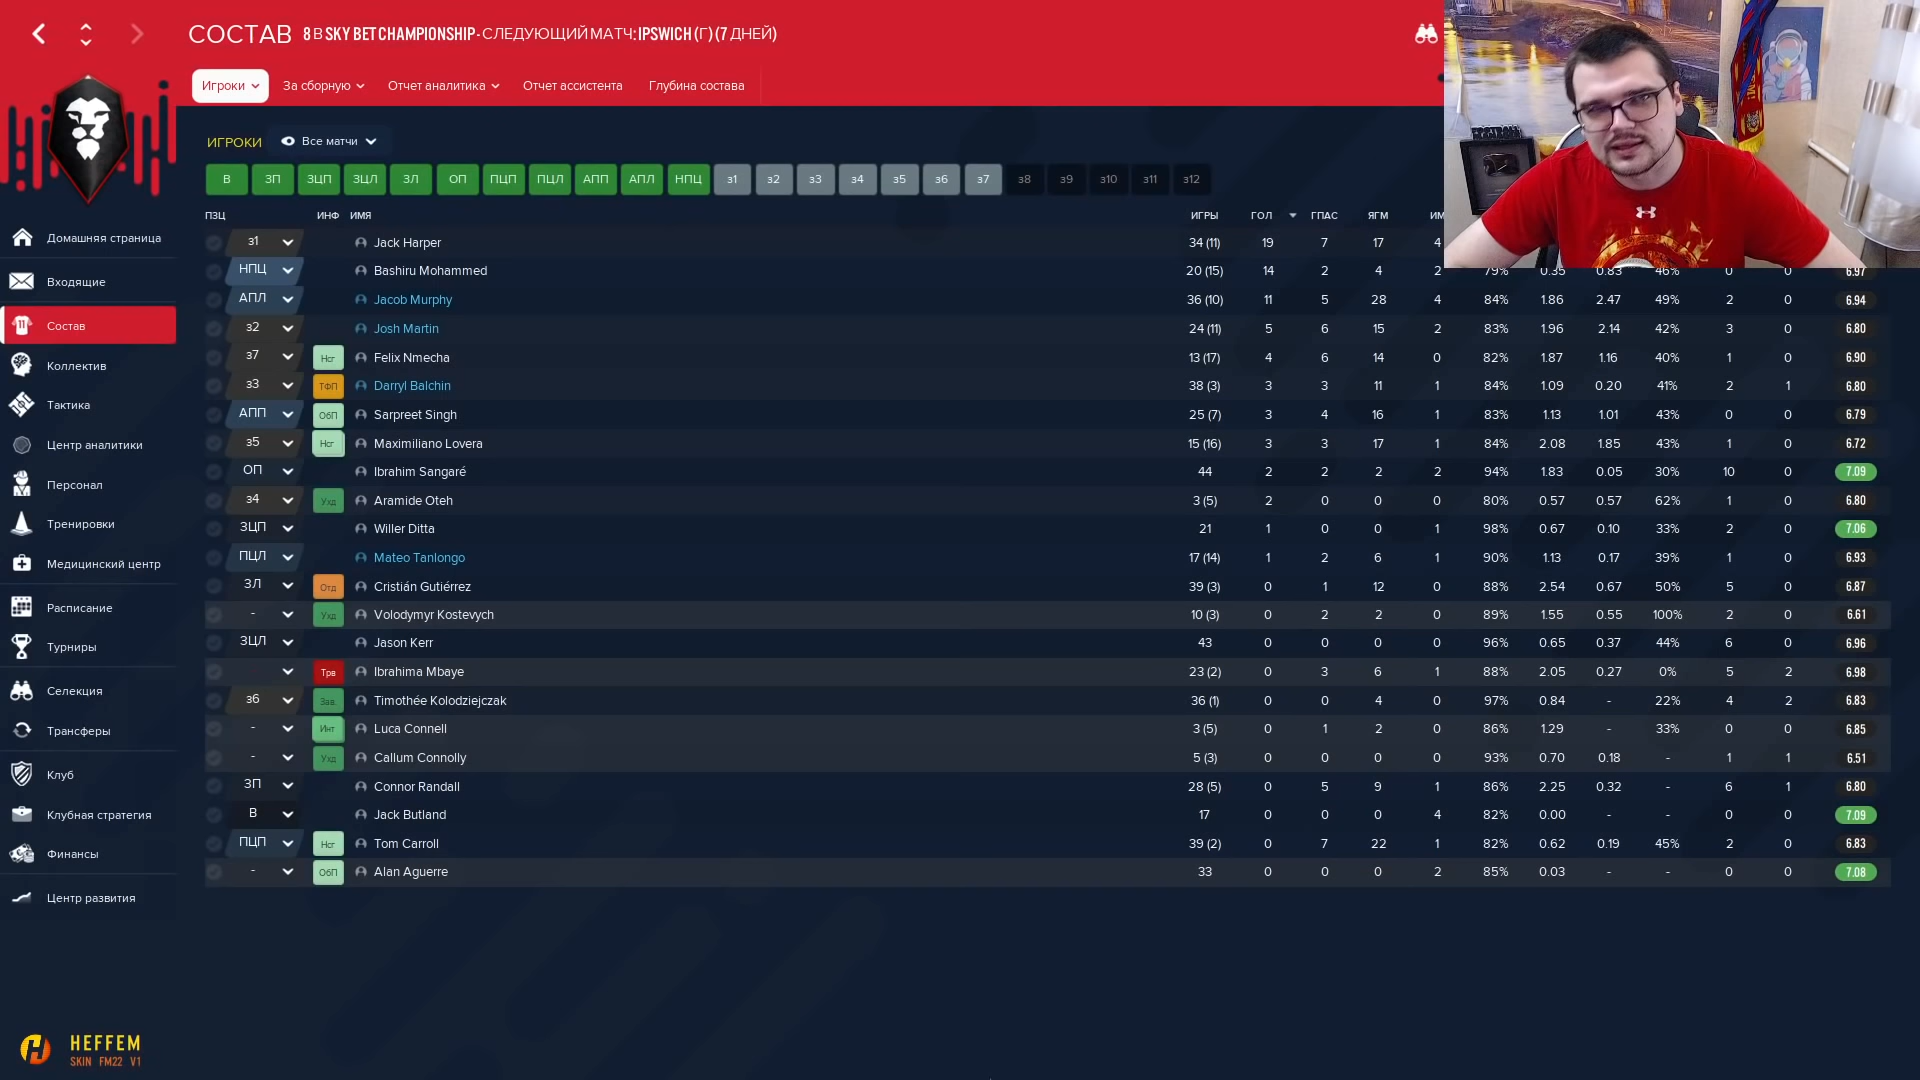 СОСТАВ 8 В SKY BET CHAMPIONSHIP - СЛЕДУЮЩИЙ МАТЧ: IPSWICH (Г) (7 ДНЕЙ)
Игроки За сборную Отчет аналитика Отчет ассистента Глубина состава
ИГРОКИ Все матчи
В ЗП ЗЦП ЗЦЛ ЗЛ ОП ПЦП ПЦЛ АПП АПЛ НПЦ з1 з2 з3 з4 з5 з6 з7 з8 з9 з10 з11 з12
ПЗЦ ИНФ ИМЯ ИГРЫ ГОЛ ГПАС ЯГМ ИМ
з1 Jack Harper 34 (11) 19 7 17 4
НПЦ Bashiru Mohammed 20 (15) 14 2 4 2 79% 0.35 0.83 46% 0 0 6.97
АПЛ Jacob Murphy 36 (10) 11 5 28 4 84% 1.86 2.47 49% 2 0 6.94
з2 Josh Martin 24 (11) 5 6 15 2 83% 1.96 2.14 42% 3 0 6.80
з7 Нсг Felix Nmecha 13 (17) 4 6 14 0 82% 1.87 1.16 40% 1 0 6.90
з3 ТФП Darryl Balchin 38 (3) 3 3 11 1 84% 1.09 0.20 41% 2 1 6.80
АПП ОбП Sarpreet Singh 25 (7) 3 4 16 1 83% 1.13 1.01 43% 0 0 6.79
з5 Нсг Maximiliano Lovera 15 (16) 3 3 17 1 84% 2.08 1.85 43% 1 0 6.72
ОП Ibrahim Sangaré 44 2 2 2 2 94% 1.83 0.05 30% 10 0 7.09
з4 Ухд Aramide Oteh 3 (5) 2 0 0 0 80% 0.57 0.57 62% 1 0 6.80
ЗЦП Willer Ditta 21 1 0 0 1 98% 0.67 0.10 33% 2 0 7.06
ПЦЛ Mateo Tanlongo 17 (14) 1 2 6 1 90% 1.13 0.17 39% 1 0 6.93
ЗЛ Отд Cristián Gutiérrez 39 (3) 0 1 12 0 88% 2.54 0.67 50% 5 0 6.87
- Ухд Volodymyr Kostevych 10 (3) 0 2 2 0 89% 1.55 0.55 100% 2 0 6.61
ЗЦЛ Jason Kerr 43 0 0 0 0 96% 0.65 0.37 44% 6 0 6.96
Трв Ibrahima Mbaye 23 (2) 0 3 6 1 88% 2.05 0.27 0% 5 2 6.98
з6 Зав. Timothée Kolodziejczak 36 (1) 0 0 4 0 97% 0.84 - 22% 4 2 6.83
- Инт Luca Connell 3 (5) 0 1 2 0 86% 1.29 - 33% 0 0 6.85
- Ухд Callum Connolly 5 (3) 0 0 0 0 93% 0.70 0.18 - 1 1 6.51
ЗП Connor Randall 28 (5) 0 5 9 1 86% 2.25 0.32 - 6 1 6.80
В Jack Butland 17 0 0 0 4 82% 0.00 - - 0 0 7.09
ПЦП Нсг Tom Carroll 39 (2) 0 7 22 1 82% 0.62 0.19 45% 2 0 6.83
- ОбП Alan Aguerre 33 0 0 0 2 85% 0.03 - - 0 0 7.08
Домашняя страница
Входящие
Состав
Коллектив
Тактика
Центр аналитики
Персонал
Тренировки
Медицинский центр
Расписание
Турниры
Селекция
Трансферы
Клуб
Клубная стратегия
Финансы
Центр развития
HEFFEM
SKIN FM22 V1